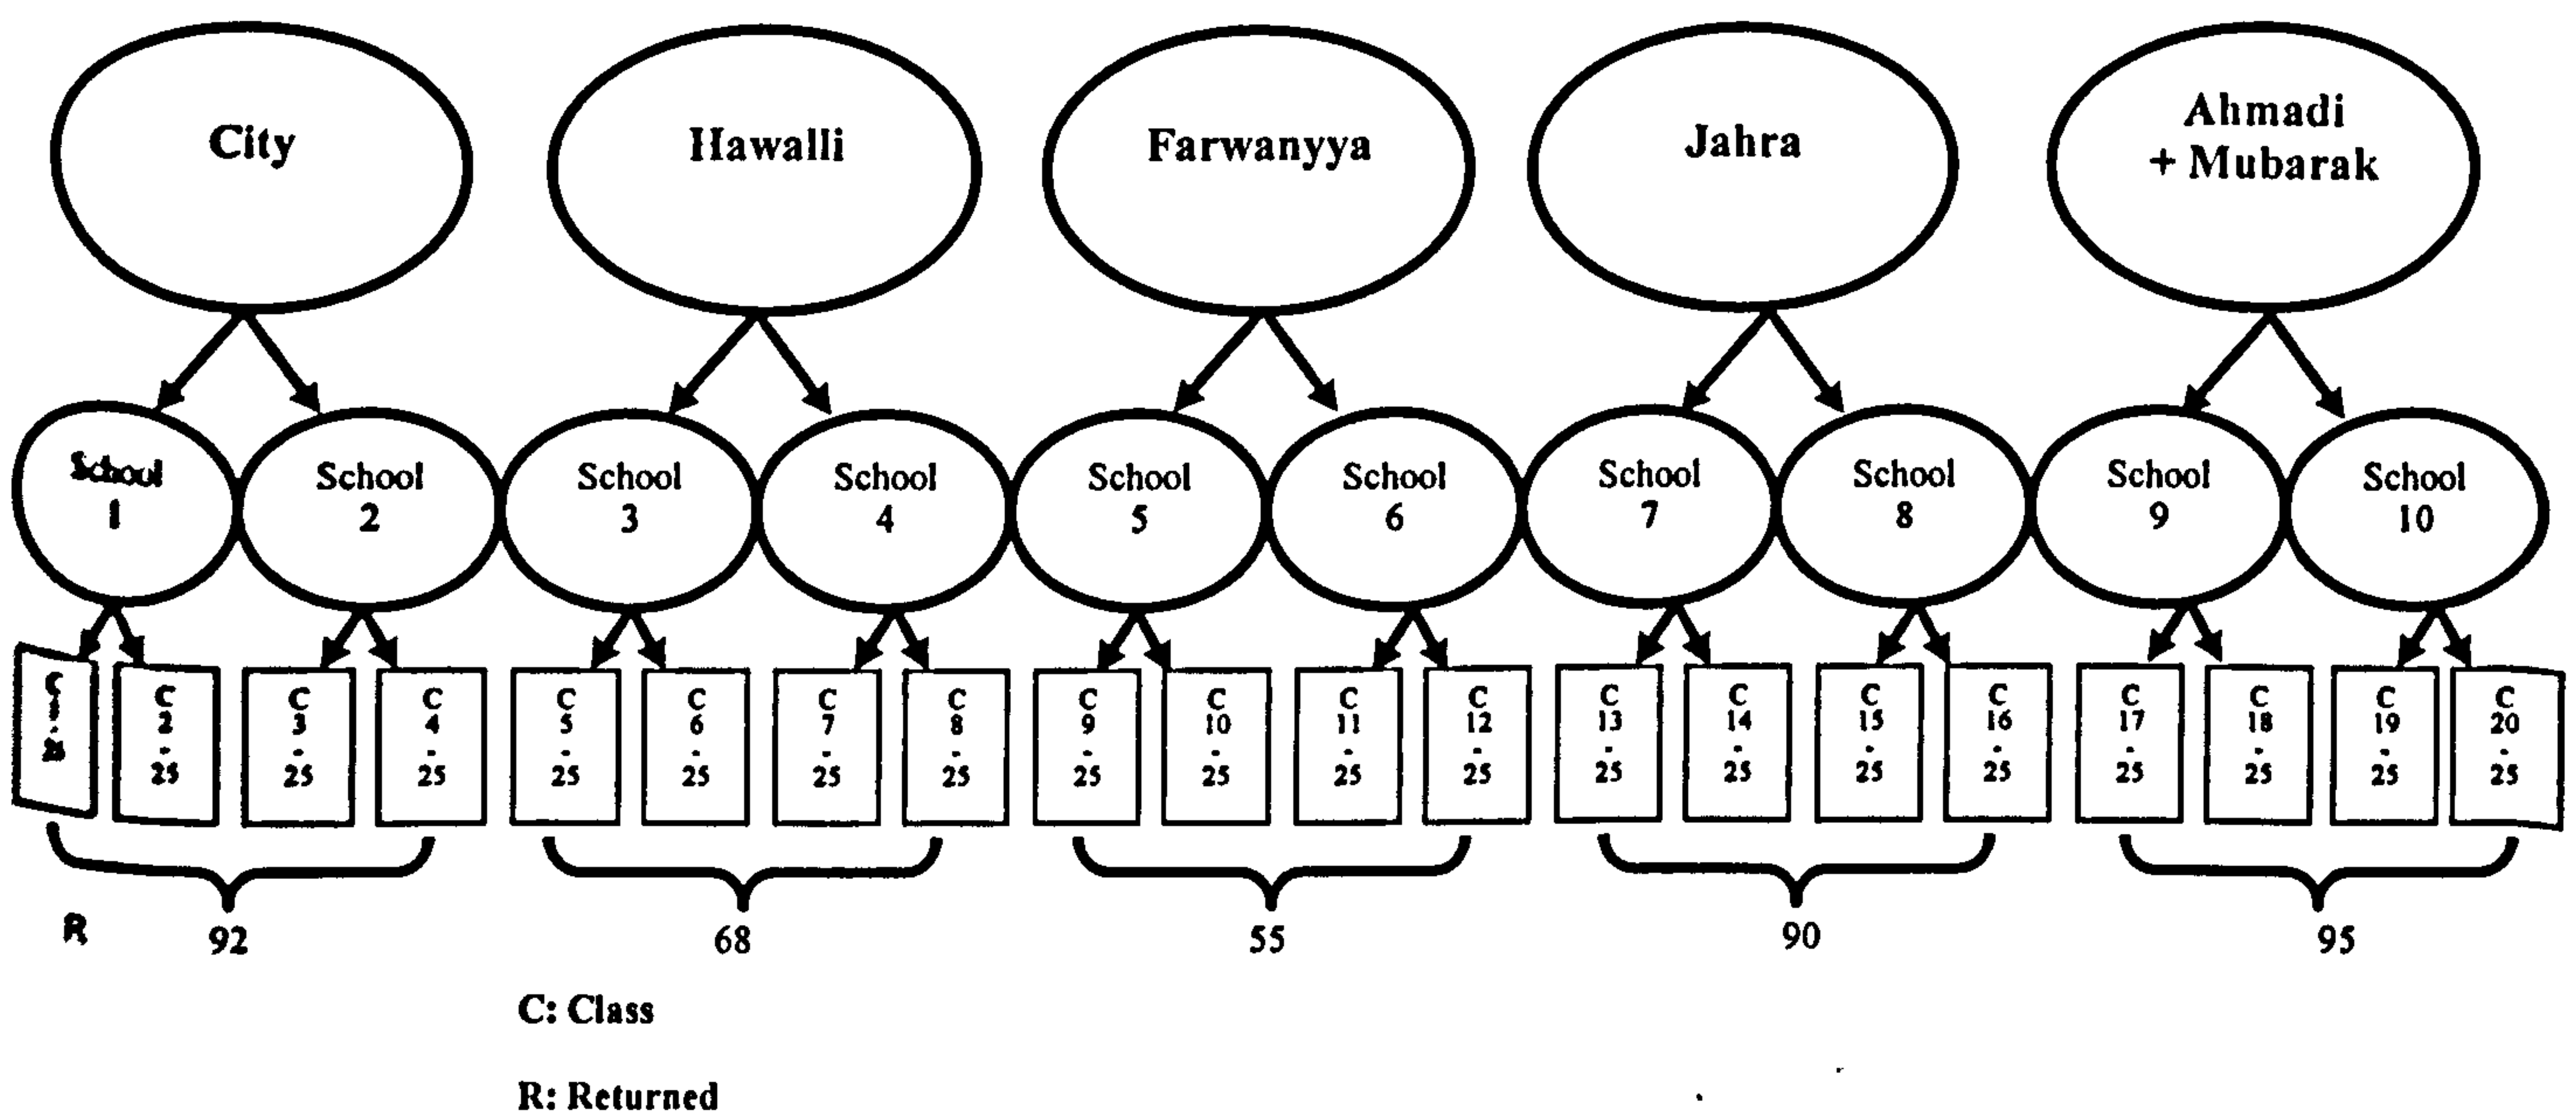 City
Hawalli
Farwanyya
Jahra
Ahmadi
+ Mubarak
School
1
School
2
School
3
School
4
School
5
School
6
School
7
School
8
School
9
School
10
C
C
2
-
25
C
3
-
25
C
4
-
25
C
5
-
25
C
6
-
25
C
7
-
25
C
8
-
25
C
9
-
25
C
10
-
25
C
11
-
25
C
12
-
25
C
13
-
25
C
14
-
25
C
15
-
25
C
16
-
25
C
17
-
25
C
18
-
25
C
19
-
25
C
20
-
25
R
92
68
55
90
95
C: Class
R: Returned